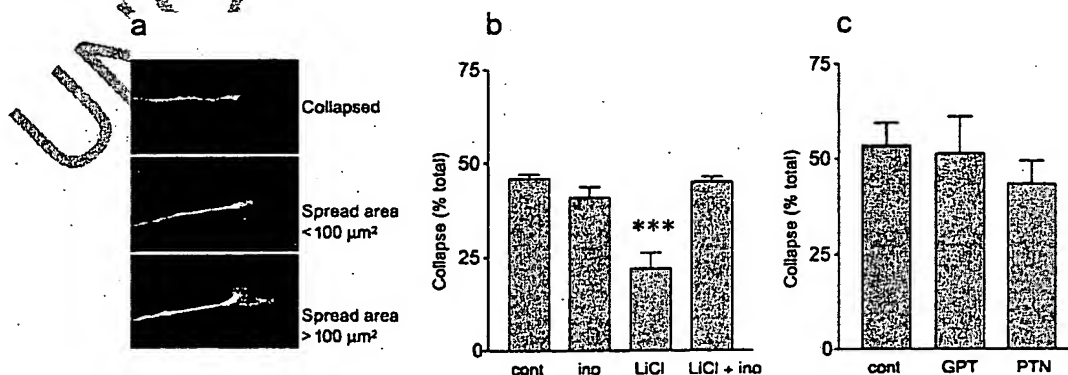 a
Collapsed
Spread area
<100 µm²
Spread area
>100 µm²
b
75
50
25
0
Collapse (% total)
cont
ino
LiCl
LiCl + ino
***
c
75
50
25
0
Collapse (% total)
cont
GPT
PTN